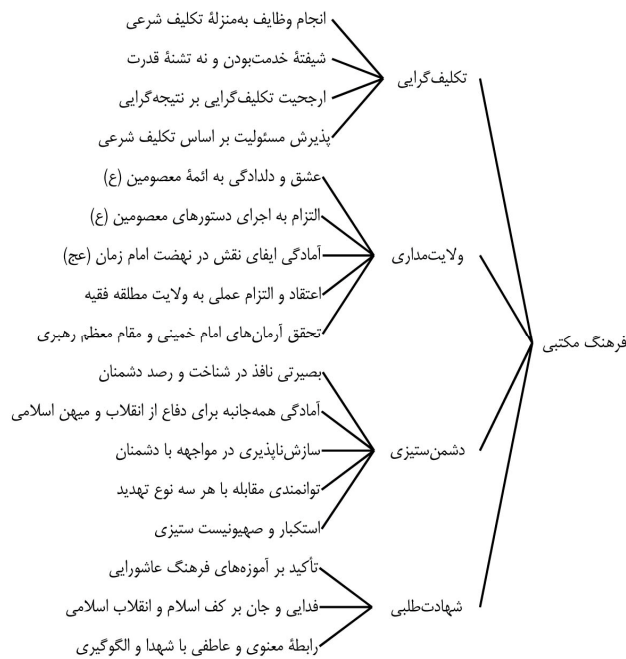 فرهنگ مکتبی
تکلیف‌گرایی
انجام وظایف به‌منزلۀ تکلیف شرعی
شیفتۀ خدمت‌بودن و نه تشنۀ قدرت
ارجحیت تکلیف‌گرایی بر نتیجه‌گرایی
پذیرش مسئولیت بر اساس تکلیف شرعی
ولایت‌مداری
عشق و دلدادگی به ائمۀ معصومین (ع)
التزام به اجرای دستورهای معصومین (ع)
آمادگی ایفای نقش در نهضت امام زمان (عج)
اعتقاد و التزام عملی به ولایت مطلقه فقیه
تحقق آرمان‌های امام خمینی و مقام معظم رهبری
دشمن‌ستیزی
بصیرتی نافذ در شناخت و رصد دشمنان
آمادگی همه‌جانبه برای دفاع از انقلاب و میهن اسلامی
سازش‌ناپذیری در مواجهه با دشمنان
توانمندی مقابله با هر سه نوع تهدید
استکبار و صهیونیست ستیزی
شهادت‌طلبی
تأکید بر آموزه‌های فرهنگ عاشورایی
فدایی و جان بر کف اسلام و انقلاب اسلامی
رابطۀ معنوی و عاطفی با شهدا و الگوگیری